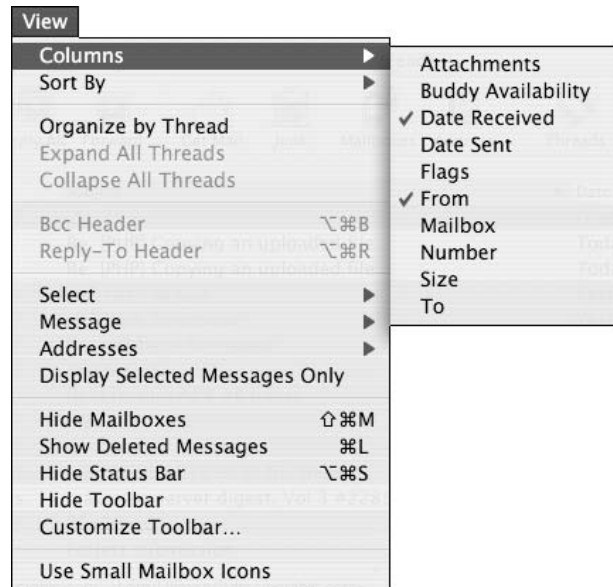 View
Columns
Sort By
Organize by Thread
Expand All Threads
Collapse All Threads
Bcc Header ⌥⌘B
Reply-To Header ⌥⌘R
Select
Message
Addresses
Display Selected Messages Only
Hide Mailboxes ⇧⌘M
Show Deleted Messages ⌘L
Hide Status Bar ⌥⌘S
Hide Toolbar
Customize Toolbar...
Use Small Mailbox Icons
Attachments
Buddy Availability
✓ Date Received
Date Sent
Flags
✓ From
Mailbox
Number
Size
To